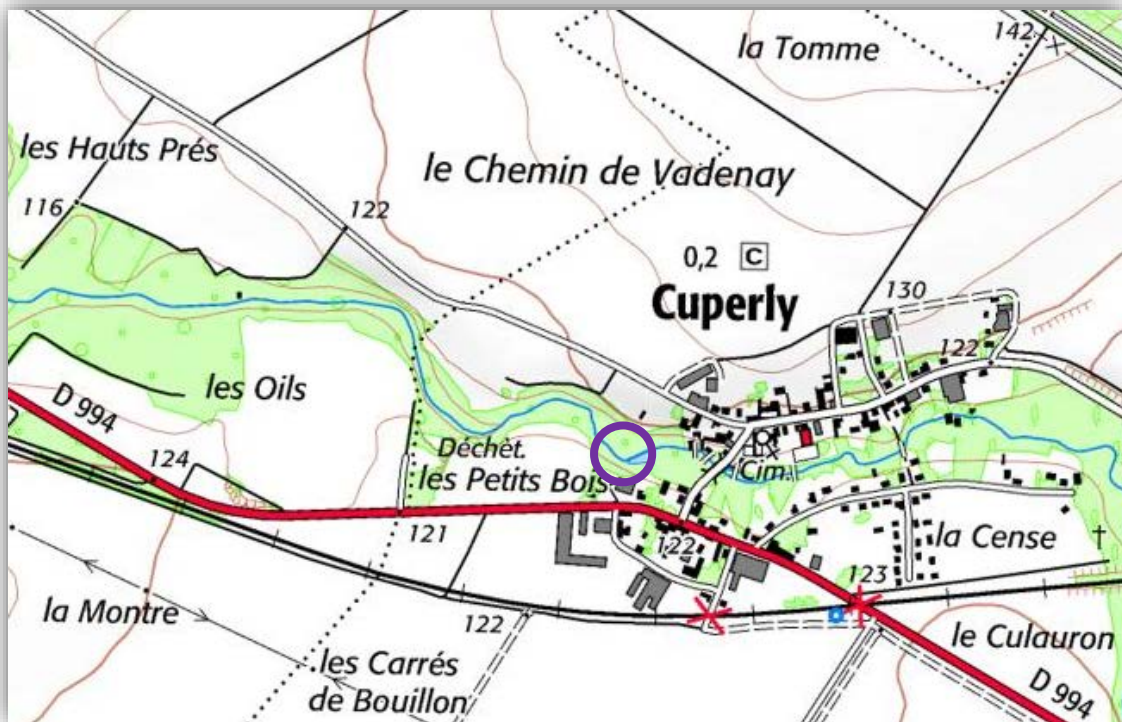 142
la Tomme
les Hauts Prés
le Chemin de Vadenay
116
122
0,2 C
Cuperly
130
122
les Oils
D 994
Déchèt.
les Petits Bois
Cim.
124
121
122
la Cense
123
la Montre
122
le Culauron
les Carrés
de Bouillon
D 994